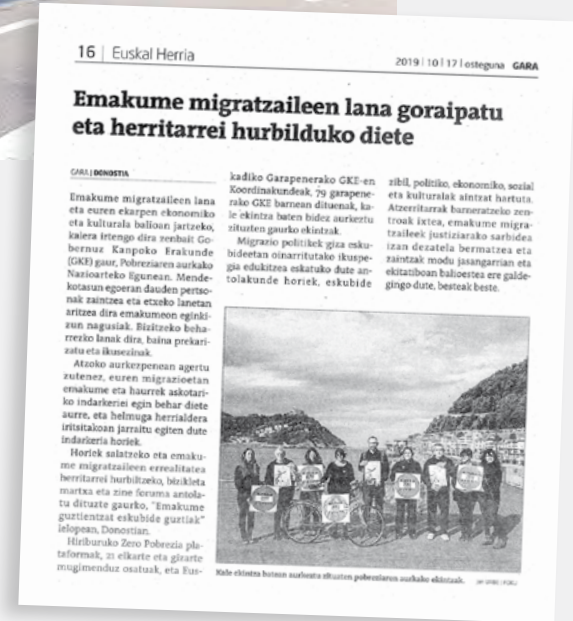 16 | Euskal Herria
2019 | 10 | 17 | osteguna GARA
Emakume migratzaileen lana goraipatu
eta herritarrei hurbilduko diete
GARA | DONOSTIA
Emakume migratzaileen lana
eta euren ekarpen ekonomiko
eta kulturala balioan jartzeko,
kalera irtengo dira zenbait Go-
bernuz Kanpoko Erakunde
(GKE) gaur, Pobreziaren aurkako
Nazioarteko Egunean. Mende-
kotasun egoeran dauden pertso-
nak zaintzea eta etxeko lanetan
aritzea dira emakumeon eginki-
zun nagusiak. Bizitzeko beha-
rrezko lanak dira, baina prekari-
zatu eta ikusezinak.
Atzoko aurkezpenean agertu
zutenez, euren migrazioetan
emakume eta haurrek askotari-
ko indarkeriei egin behar diete
aurre, eta helmuga herrialdera
iritsitakoan jarraitu egiten dute
indarkeria horiek.
Horiek salatzeko eta emaku-
me migratzaileen errealitatea
herritarrei hurbiltzeko, bizikleta
martxa eta zine foruma antola-
tu dituzte gaurko, "Emakume
guztientzat eskubide guztiak"
lelopean, Donostian.
Hiriburuko Zero Pobrezia pla-
taformak, 21 elkarte eta gizarte
mugimenduz osatuak, eta Eus-
kadiko Garapenerako GKE-en
Koordinakundeak, 79 garapene-
rako GKE barnean dituenak, ka-
le ekintza baten bidez aurkeztu
zituzten gaurko ekintzak.
Migrazio politikek giza esku-
bideetan oinarritutako ikuspe-
gia edukitzea eskatuko dute an-
tolakunde horiek, eskubide
zibil, politiko, ekonomiko, sozial
eta kulturalak aintzat hartuta.
Atzerritarrak barneratzeko zen-
troak ixtea, emakume migra-
tzaileek justiziarako sarbidea
izan dezatela bermatzea eta
zaintzak modu jasangarrian eta
ekitatiboan balioestea ere galde-
gingo dute, besteak beste.
Kale ekintza batean aurkeztu zituzten pobreziaren aurkako ekintzak.